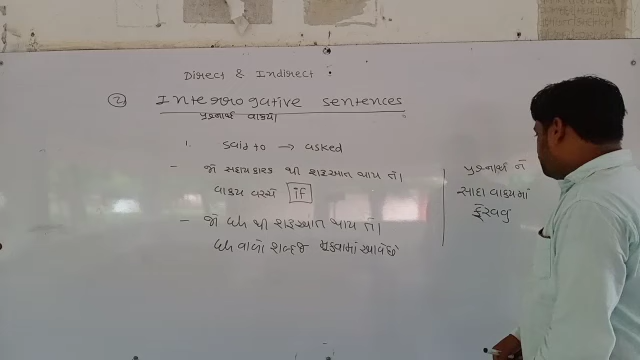 Direct & Indirect :
(2) Interrogative sentences
પ્રશ્નાર્થ વાક્યો
1. said to → asked
- જો સહાયકારક થી શરૂઆત થાય તો
વાક્ય વચ્ચે if
- જો wh થી શરૂઆત થાય તો
wh વાળો શબ્દ જ મૂકવામાં આવે છે
પ્રશ્નાર્થ ને
સાદા વાક્યમાં
ફેરવવુ